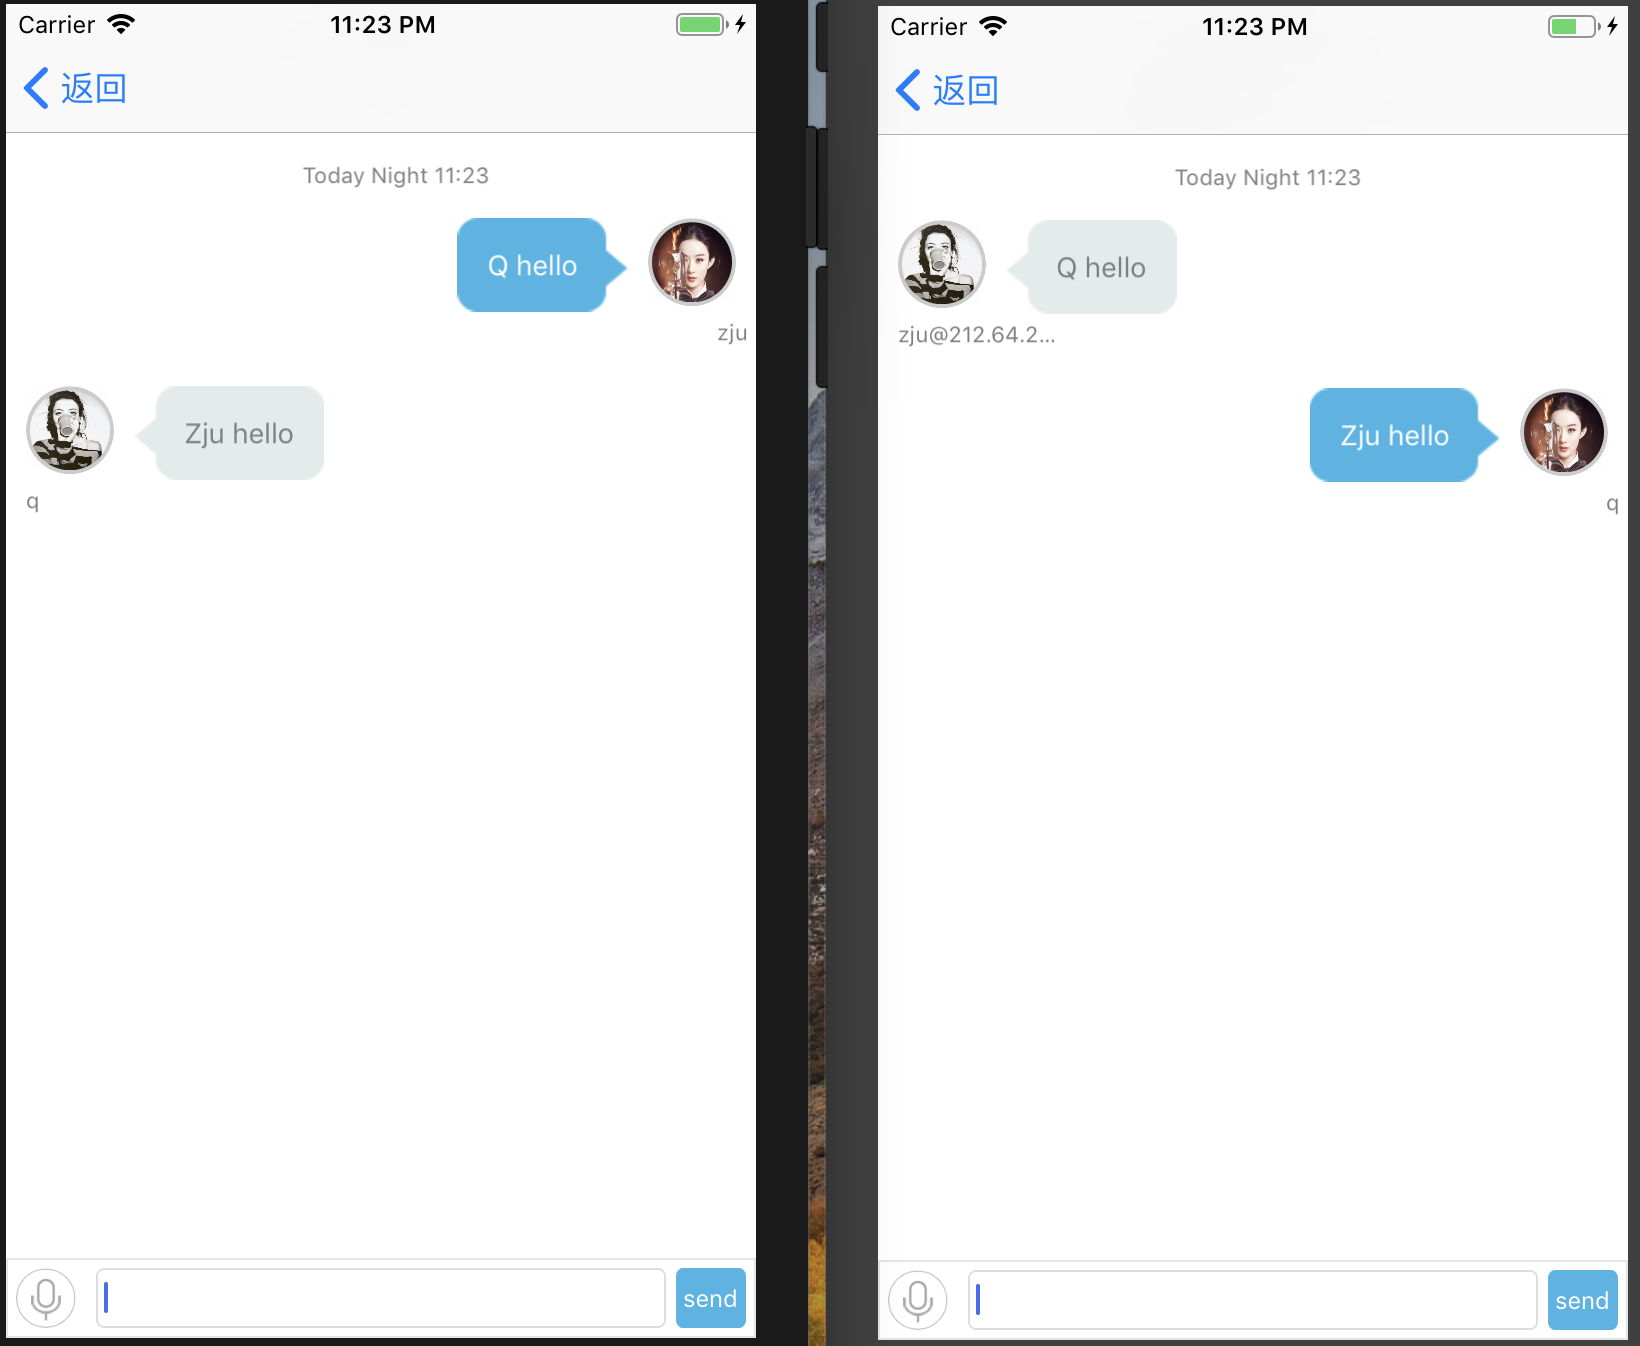 Carrier 11:23 PM
返回
Today Night 11:23
Q hello
zju
Zju hello
q
send
Carrier 11:23 PM
返回
Today Night 11:23
Q hello
zju@212.64.2...
Zju hello
q
send